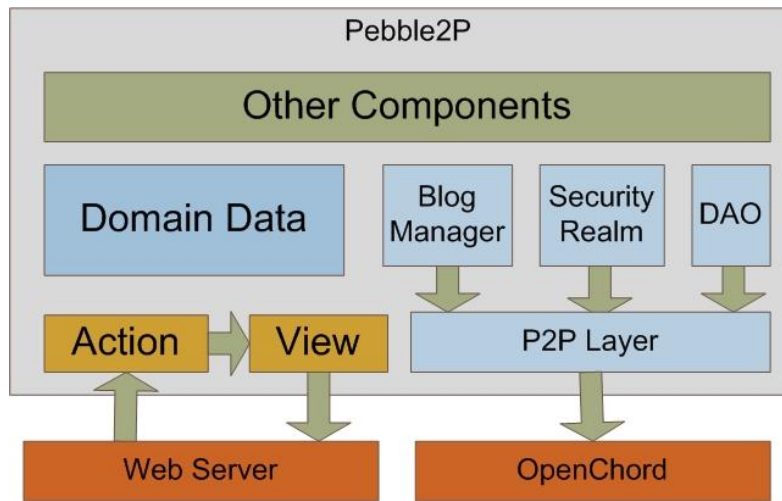 Pebble2P
Other Components
Domain Data
Blog
Manager
Security
Realm
DAO
Action
View
P2P Layer
Web Server
OpenChord